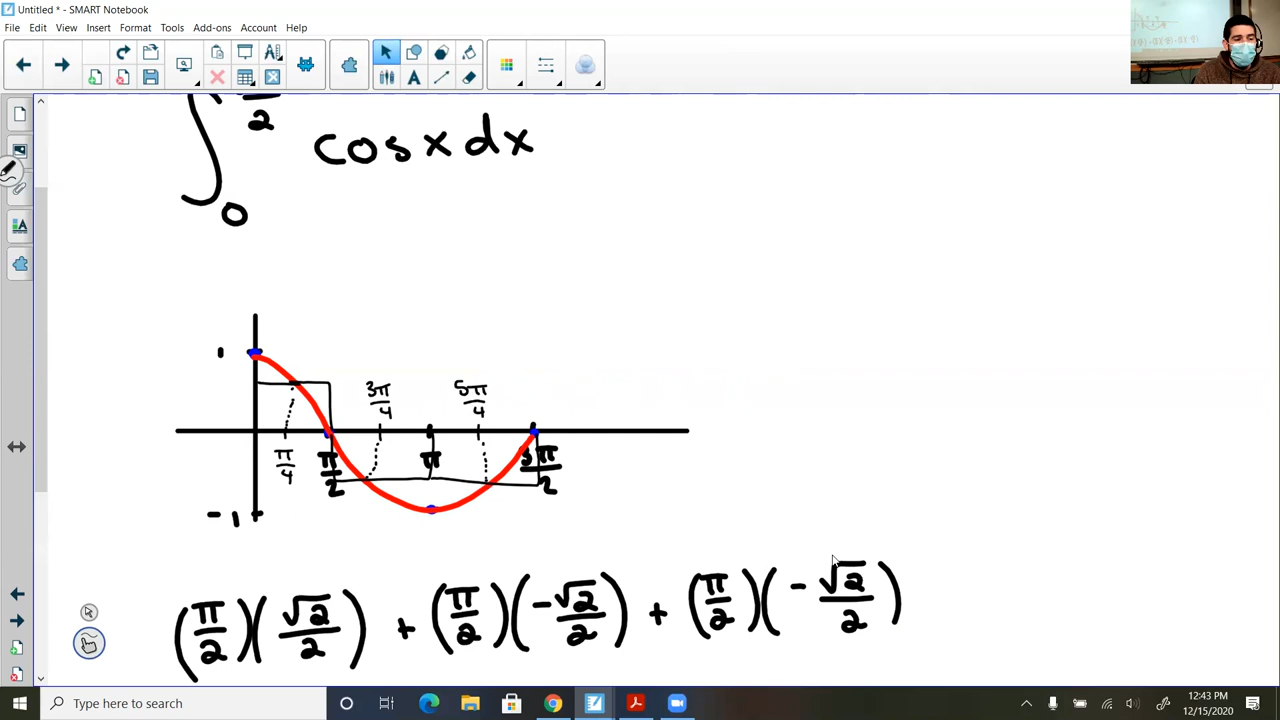 Untitled * - SMART Notebook
File Edit View Insert Format Tools Add-ons Account Help
2
∫ cos x dx
0
1
3π/4 5π/4
π/4 π/2 π 3π/2
-1
(π/2)(√2/2) + (π/2)(-√2/2) + (π/2)(-√2/2)
Type here to search
12:43 PM
12/15/2020